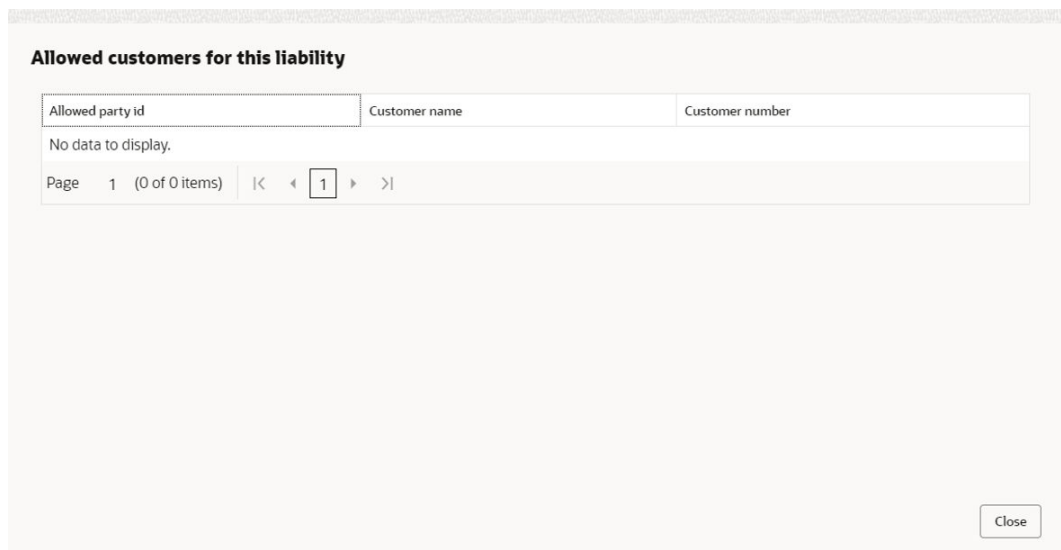 Allowed customers for this liability
Allowed party id Customer name Customer number
No data to display.
Page 1 (0 of 0 items) 1
Close